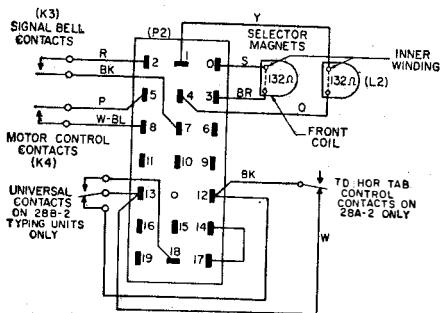 (K3)
SIGNAL BELL
CONTACTS
(P2)
Y
SELECTOR
MAGNETS
INNER
WINDING
R
BK
2
1
0
S
132Ω
132Ω
(L2)
P
5
4
3
BR
O
W-BL
8
7
6
FRONT
COIL
MOTOR CONTROL
CONTACTS
(K4)
11
10
9
UNIVERSAL
CONTACTS
ON 28B-2
TYPING UNITS
ONLY
13
12
BK
TD HOR TAB
CONTROL
CONTACTS ON
28A-2 ONLY
16
15
14
W
18
19
17